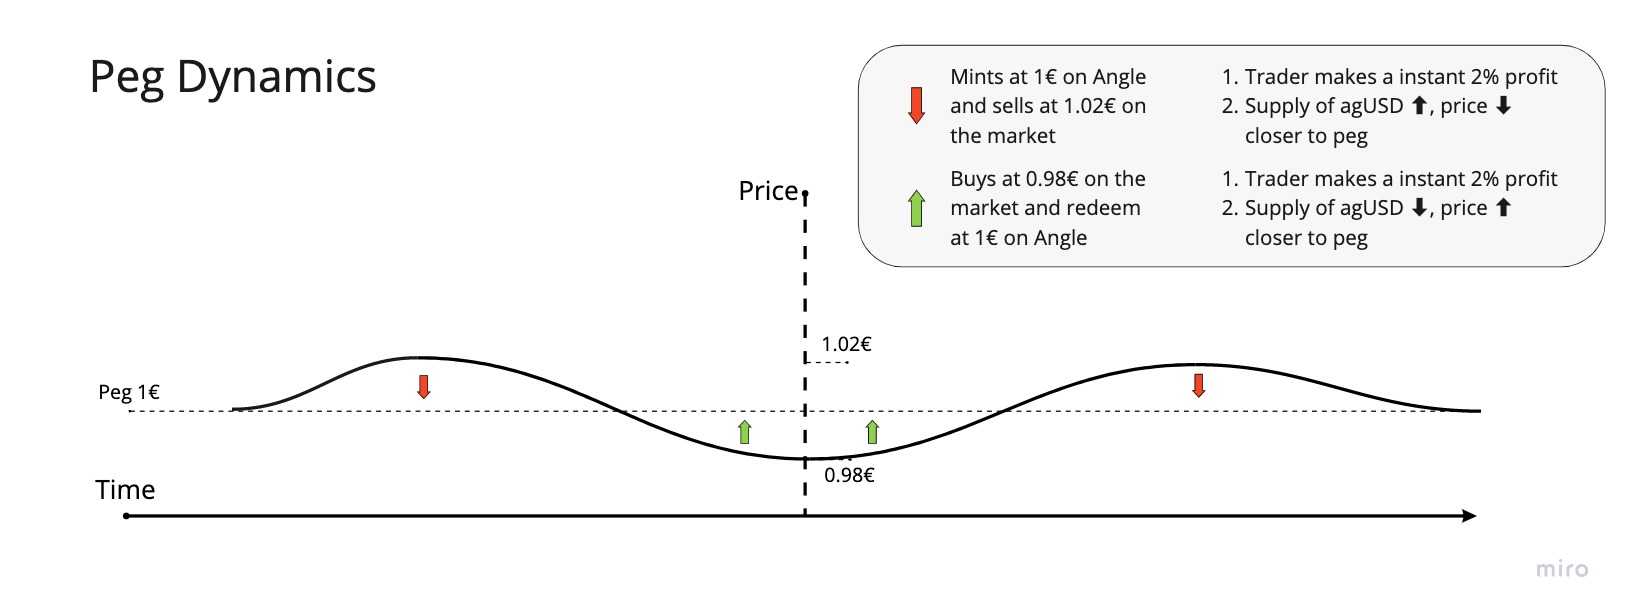 Peg Dynamics
Mints at 1€ on Angle
and sells at 1.02€ on
the market
1. Trader makes a instant 2% profit
2. Supply of agUSD ⬆, price ⬇
closer to peg
Buys at 0.98€ on the
market and redeem
at 1€ on Angle
1. Trader makes a instant 2% profit
2. Supply of agUSD ⬇, price ⬆
closer to peg
Price
1.02€
Peg 1€
0.98€
Time
miro